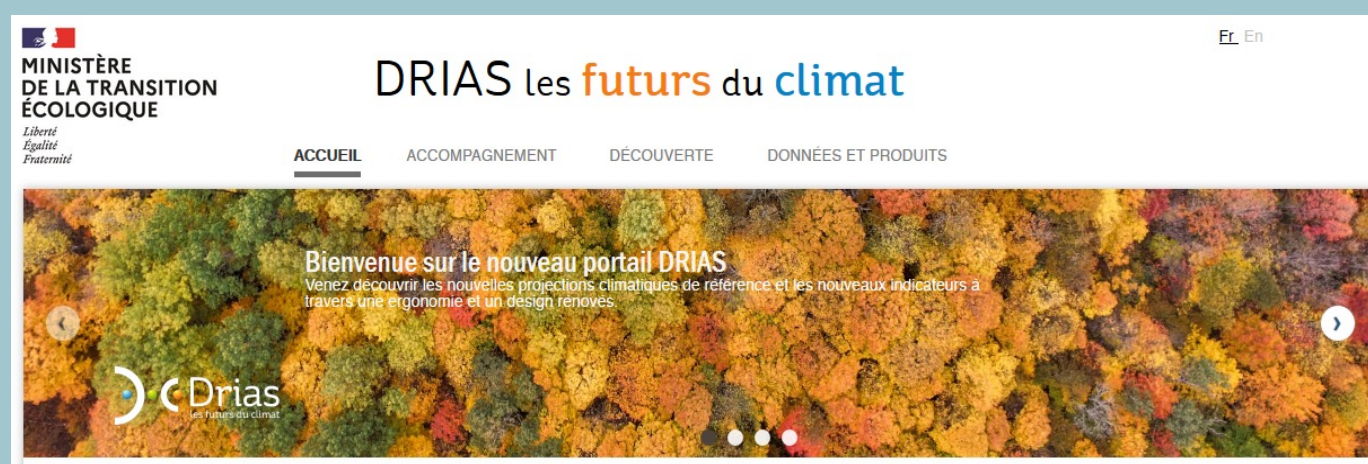 MINISTÈRE
DE LA TRANSITION
ÉCOLOGIQUE
Liberté
Égalité
Fraternité
DRIAS les futurs du climat
Fr En
ACCUEIL ACCOMPAGNEMENT DÉCOUVERTE DONNÉES ET PRODUITS
Bienvenue sur le nouveau portail DRIAS
Venez découvrir les nouvelles projections climatiques de référence et les nouveaux indicateurs à
travers une ergonomie et un design rénovés.
Drias
les futurs du climat